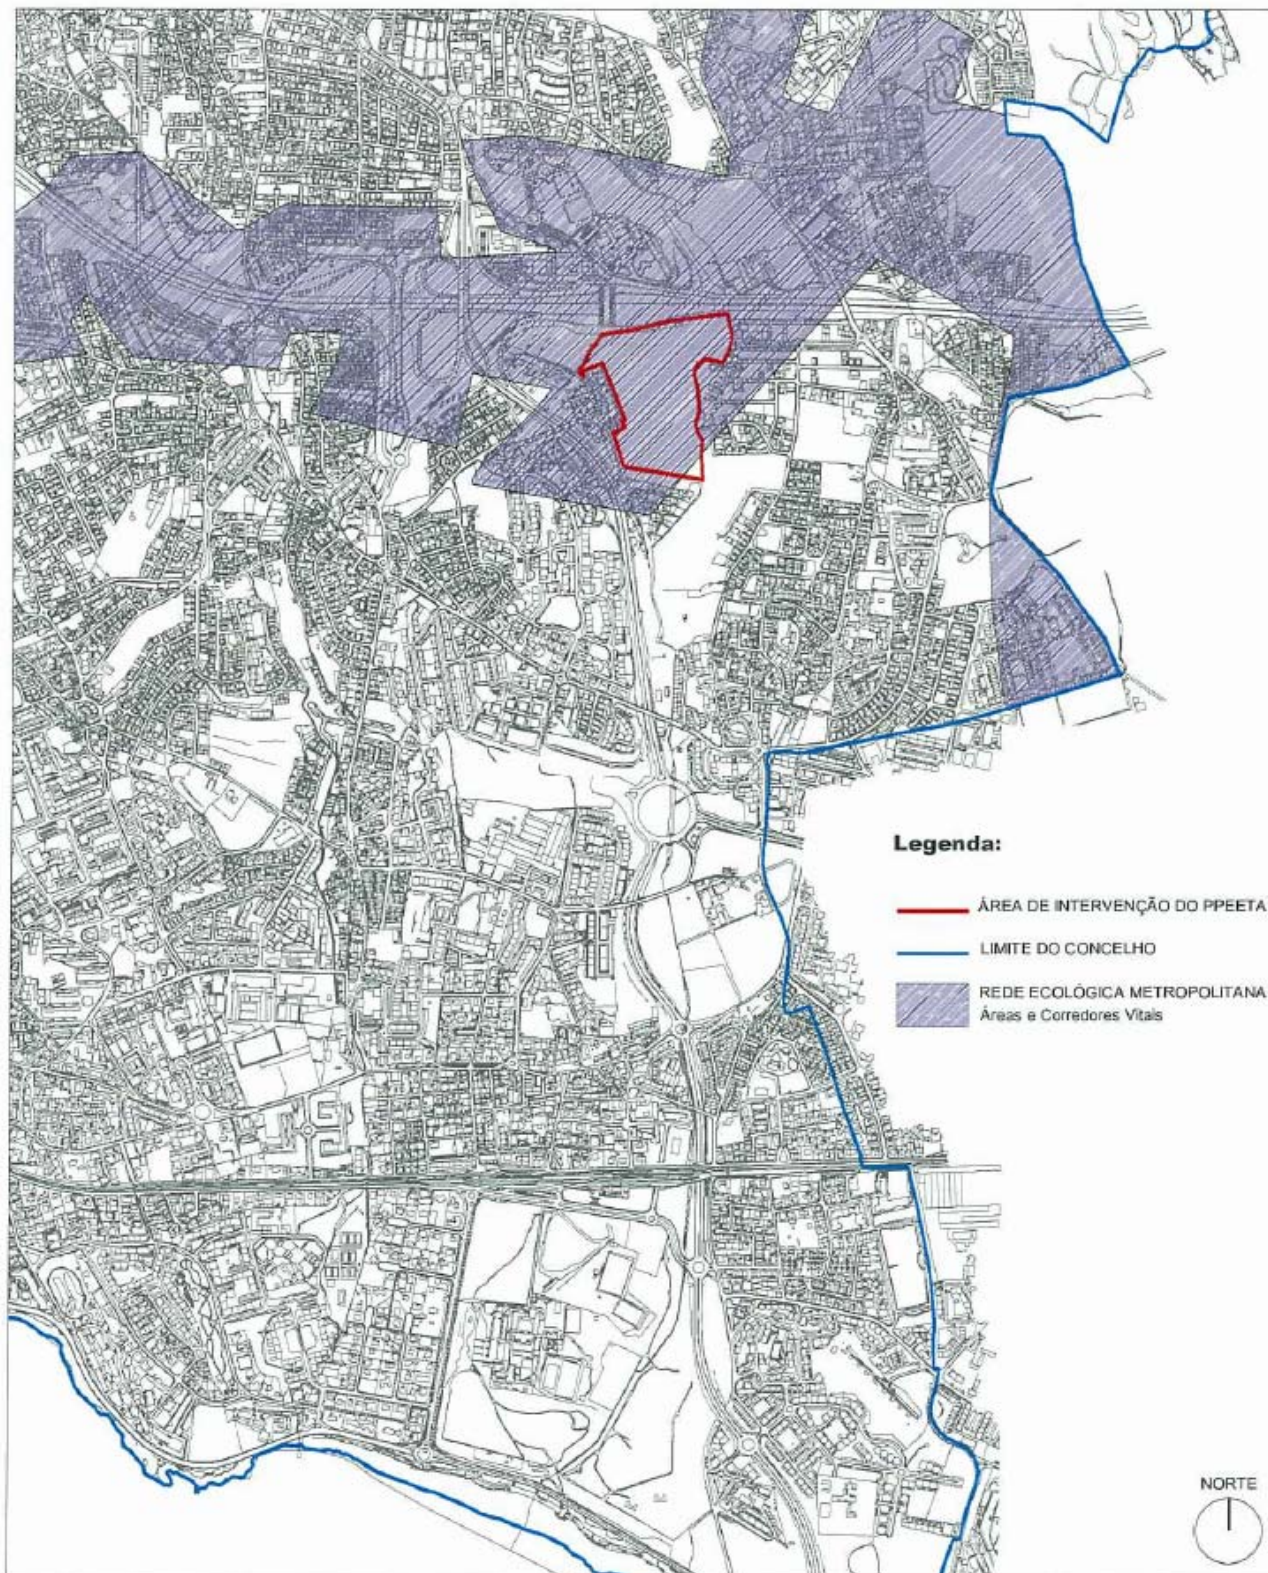 Legenda:
ÁREA DE INTERVENÇÃO DO PPEETA
LIMITE DO CONCELHO
REDE ECOLÓGICA METROPOLITANA
Áreas e Corredores Vitais
NORTE